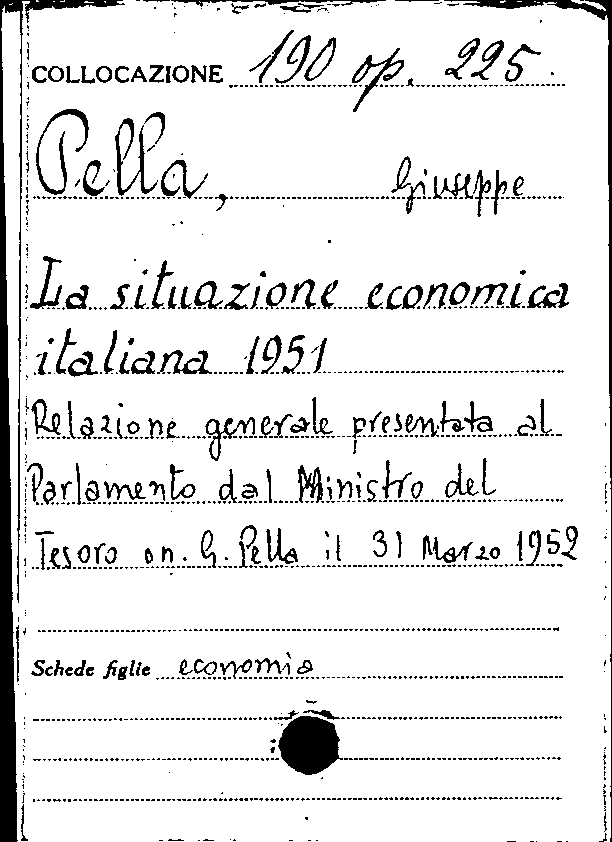 COLLOCAZIONE 190 op. 225.
Pella, Giuseppe
La situazione economica
italiana 1951
Relazione generale presentata al
Parlamento dal Ministro del
Tesoro on. G. Pella il 31 Marzo 1952
Schede figlie economia